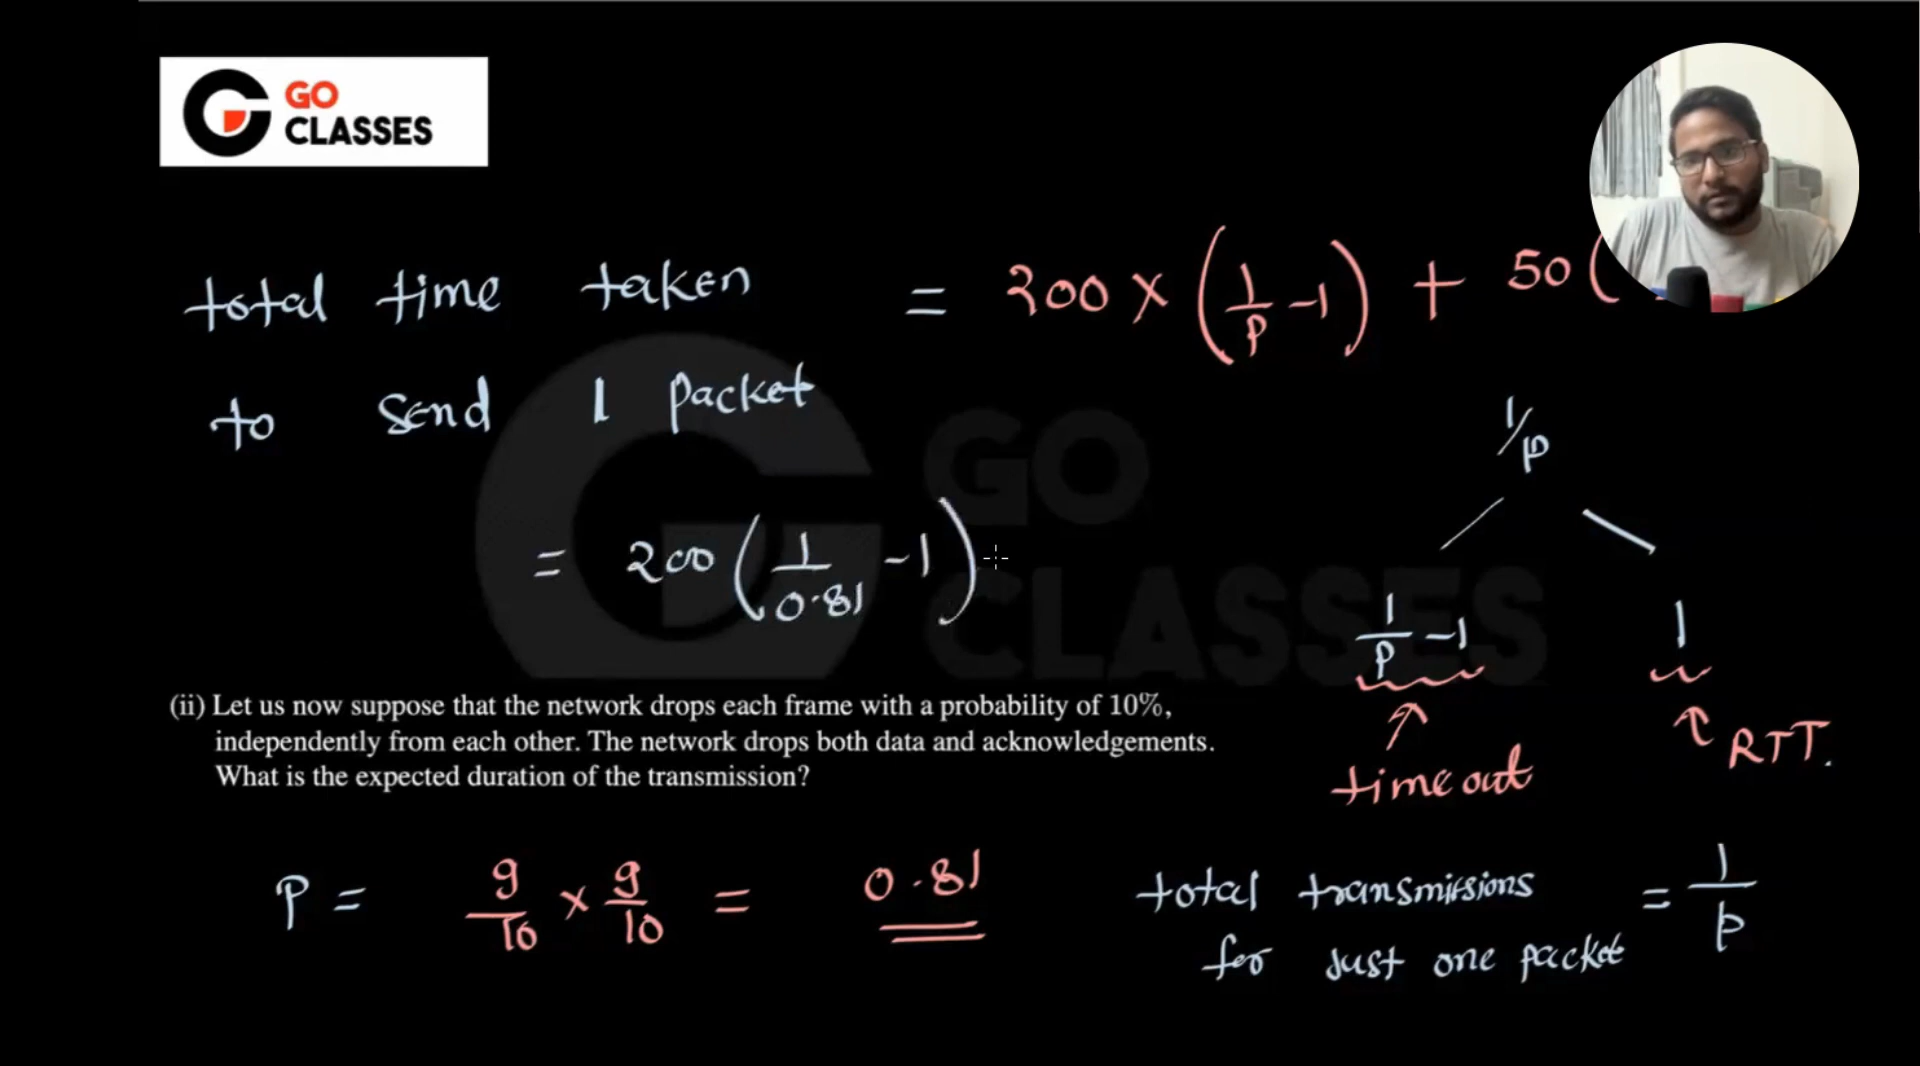 GO
CLASSES
total time taken = 200 × (1/p - 1) + 50 (
to send 1 packet
1/p
GO
CLASSES
= 200 (1/0.81 - 1)
1/p - 1
1
(ii) Let us now suppose that the network drops each frame with a probability of 10%,
independently from each other. The network drops both data and acknowledgements.
What is the expected duration of the transmission?
timeout
RTT.
P = 9/10 × 9/10 = 0.81
total transmissions = 1/p
for Just one packet